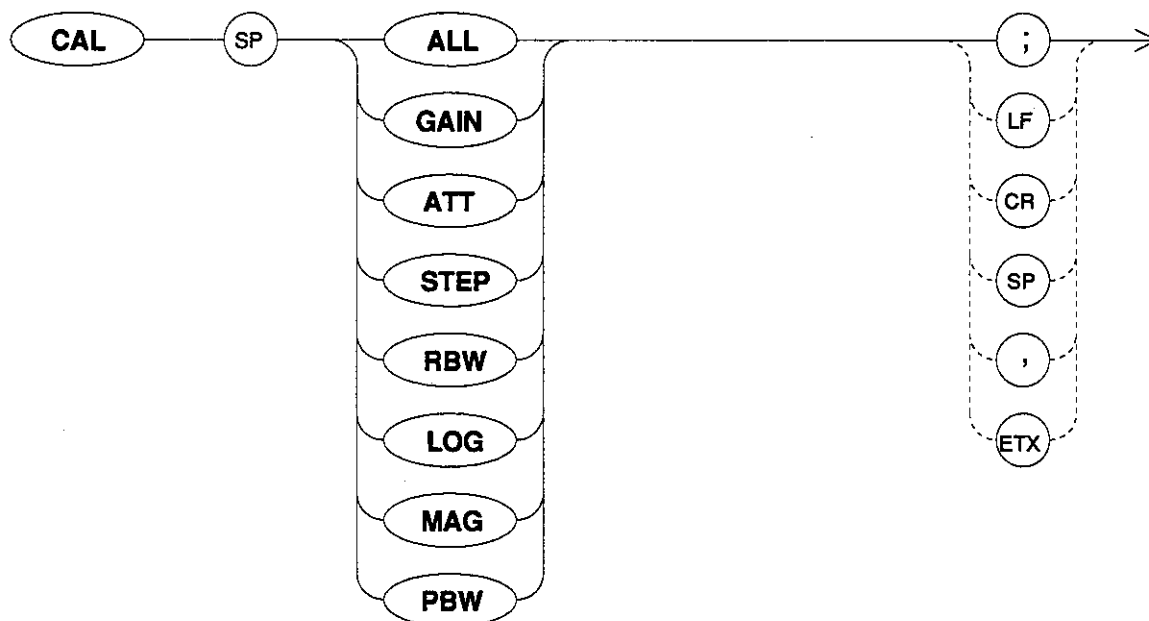 CAL SP ALL ;
GAIN LF
ATT CR
STEP SP
RBW ,
LOG ETX
MAG
PBW